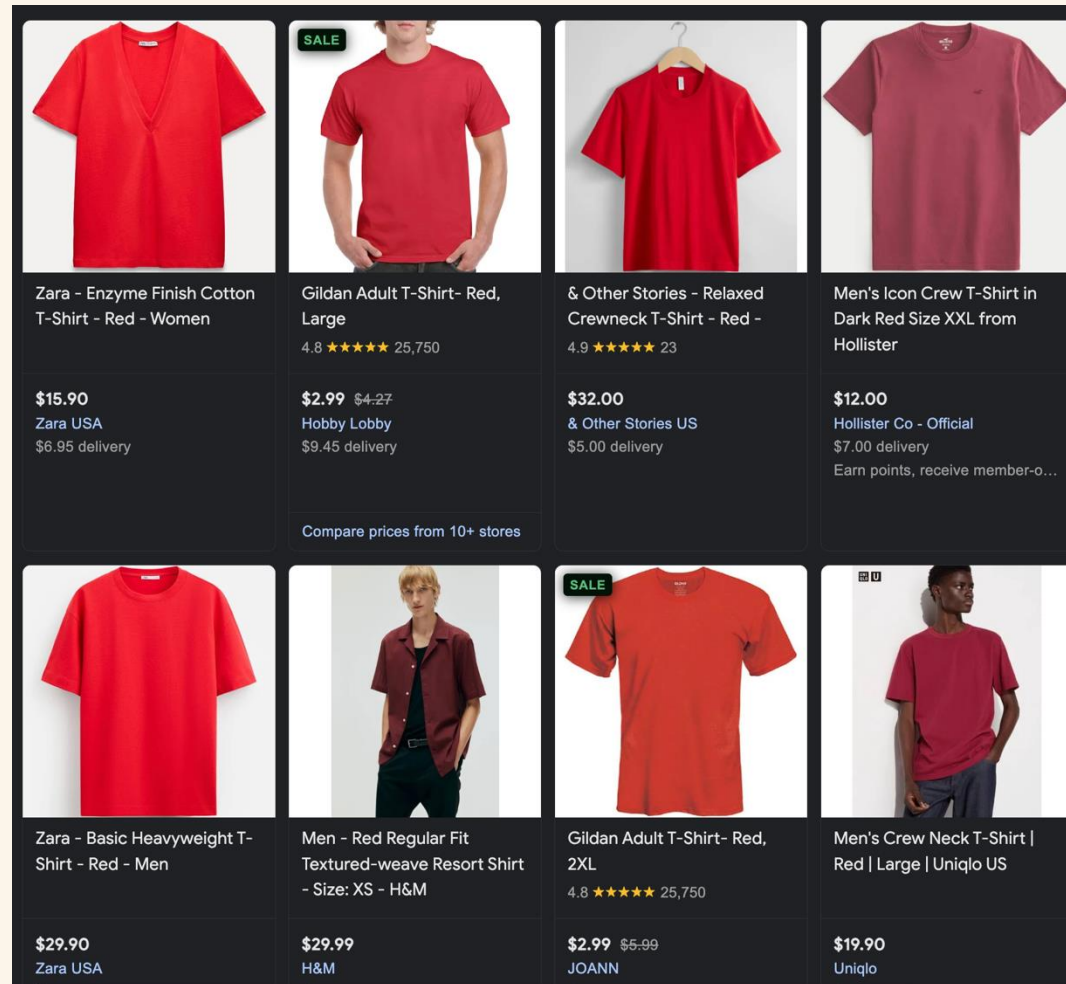 SALE
Zara - Enzyme Finish Cotton
T-Shirt - Red - Women
$15.90
Zara USA
$6.95 delivery
Gildan Adult T-Shirt- Red,
Large
4.8 ★★★★★ 25,750
$2.99 $4.27
Hobby Lobby
$9.45 delivery
Compare prices from 10+ stores
& Other Stories - Relaxed
Crewneck T-Shirt - Red -
4.9 ★★★★★ 23
$32.00
& Other Stories US
$5.00 delivery
Men's Icon Crew T-Shirt in
Dark Red Size XXL from
Hollister
$12.00
Hollister Co - Official
$7.00 delivery
Earn points, receive member-o...
Zara - Basic Heavyweight T-
Shirt - Red - Men
$29.90
Zara USA
Men - Red Regular Fit
Textured-weave Resort Shirt
- Size: XS - H&M
$29.99
H&M
SALE
Gildan Adult T-Shirt- Red,
2XL
4.8 ★★★★★ 25,750
$2.99 $5.99
JOANN
UNI
QLO U
Men's Crew Neck T-Shirt |
Red | Large | Uniqlo US
$19.90
Uniqlo